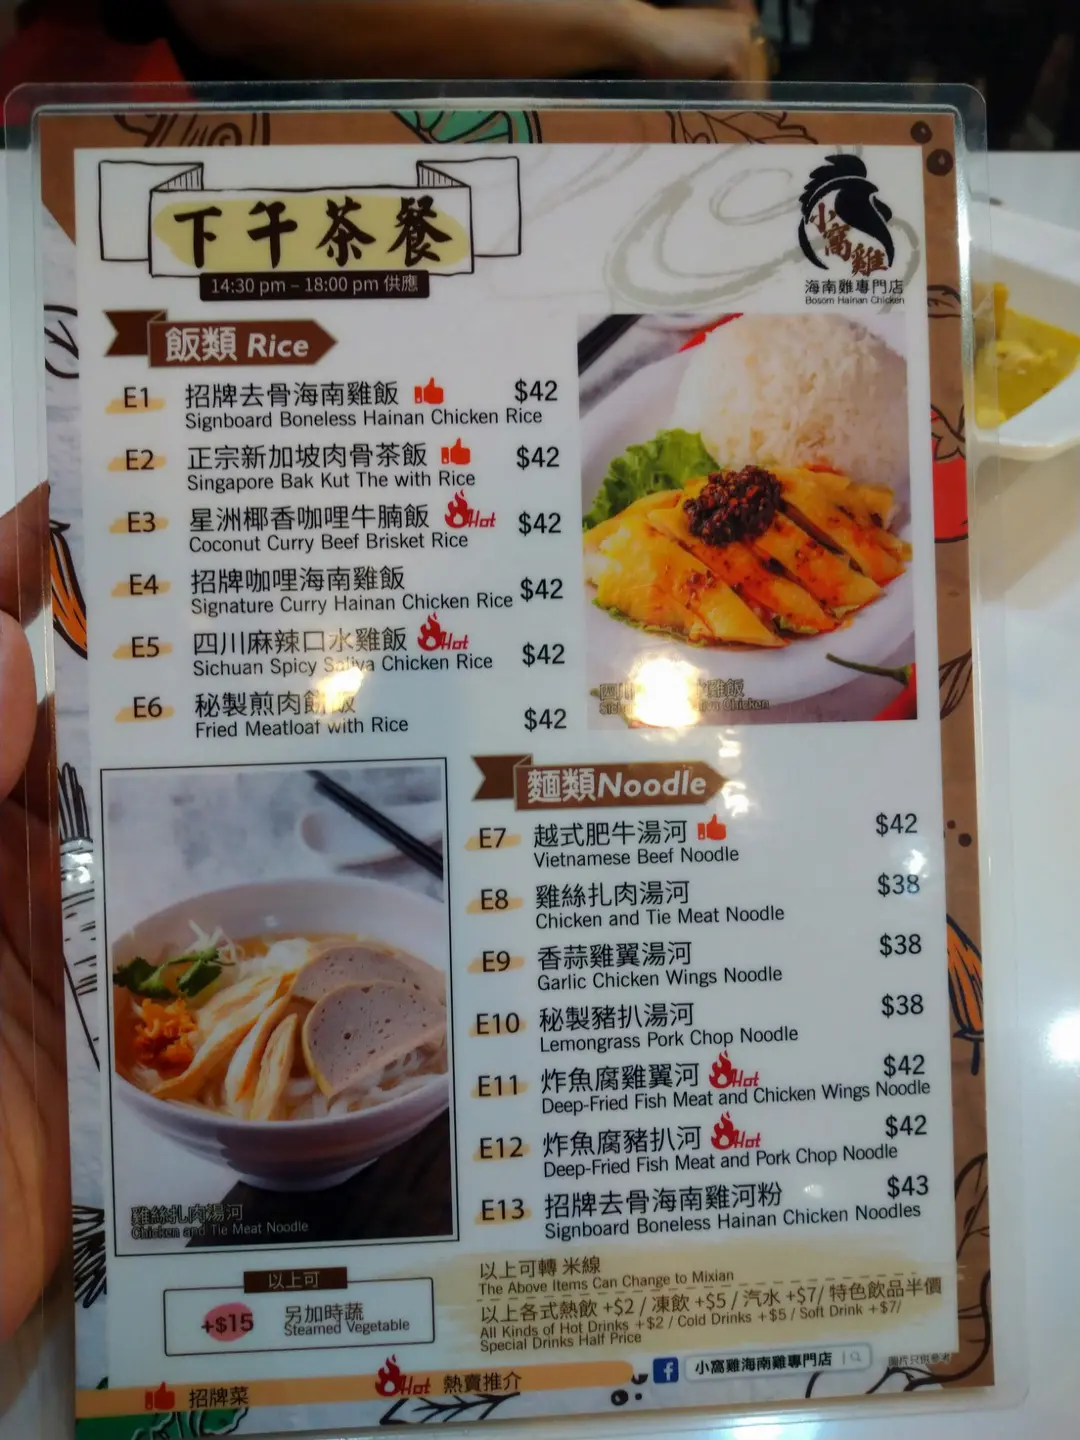 下午茶餐
14:30 pm – 18:00 pm 供應
小窩雞
海南雞專門店
Bosom Hainan Chicken
飯類 Rice
E1 招牌去骨海南雞飯 $42
Signboard Boneless Hainan Chicken Rice
E2 正宗新加坡肉骨茶飯 $42
Singapore Bak Kut The with Rice
E3 星洲椰香咖哩牛腩飯 Hot $42
Coconut Curry Beef Brisket Rice
E4 招牌咖哩海南雞飯 $42
Signature Curry Hainan Chicken Rice
E5 四川麻辣口水雞飯 Hot $42
Sichuan Spicy Saliva Chicken Rice
E6 秘製煎肉餅飯 $42
Fried Meatloaf with Rice
麵類Noodle
E7 越式肥牛湯河 $42
Vietnamese Beef Noodle
E8 雞絲扎肉湯河 $38
Chicken and Tie Meat Noodle
E9 香蒜雞翼湯河 $38
Garlic Chicken Wings Noodle
E10 秘製豬扒湯河 $38
Lemongrass Pork Chop Noodle
E11 炸魚腐雞翼河 Hot $42
Deep-Fried Fish Meat and Chicken Wings Noodle
E12 炸魚腐豬扒河 Hot $42
Deep-Fried Fish Meat and Pork Chop Noodle
E13 招牌去骨海南雞河粉 $43
Signboard Boneless Hainan Chicken Noodles
雞絲扎肉湯河
Chicken and Tie Meat Noodle
以上可
+$15 另加時蔬
Steamed Vegetable
以上可轉 米線
The Above Items Can Change to Mixian
以上各式熱飲 +$2 / 凍飲 +$5 / 汽水 +$7/ 特色飲品半價
All Kinds of Hot Drinks +$2 / Cold Drinks +$5 / Soft Drink +$7/
Special Drinks Half Price
招牌菜
Hot 熱賣推介
f 小窩雞海南雞專門店
圖片只供參考